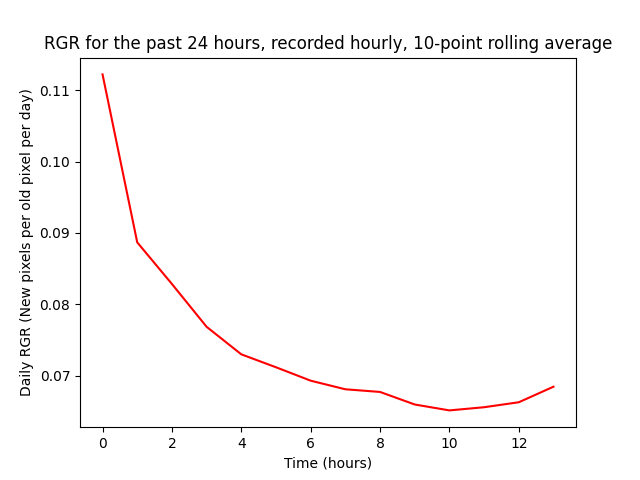 RGR for the past 24 hours, recorded hourly, 10-point rolling average
Daily RGR (New pixels per old pixel per day)
0.11
0.10
0.09
0.08
0.07
0 2 4 6 8 10 12
Time (hours)